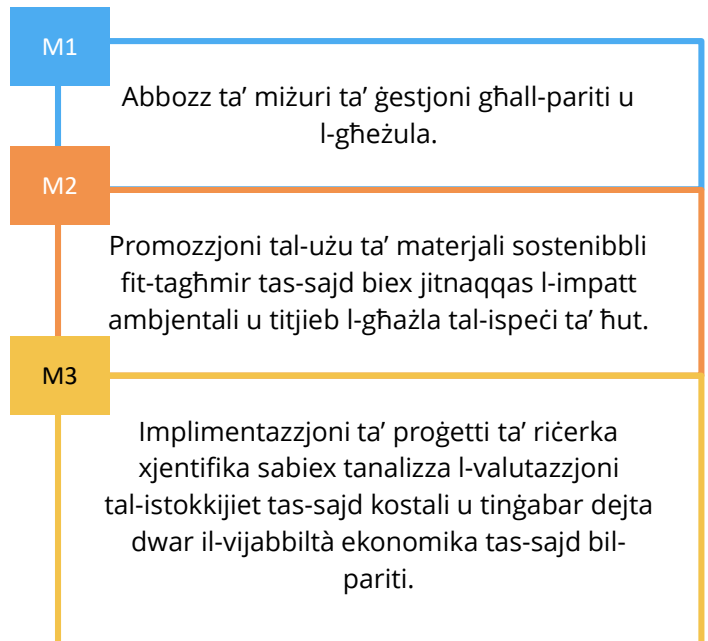 M1
Abbozz ta’ miżuri ta’ ġestjoni għall-pariti u
l-għeżula.
M2
Promozzjoni tal-użu ta’ materjali sostenibbli
fit-tagħmir tas-sajd biex jitnaqqas l-impatt
ambjentali u titjieb l-għażla tal-ispeċi ta’ ħut.
M3
Implimentazzjoni ta’ proġetti ta’ riċerka
xjentifika sabiex tanalizza l-valutazzjoni
tal-istokkijiet tas-sajd kostali u tinġabar dejta
dwar il-vijabbiltà ekonomika tas-sajd bil-
pariti.